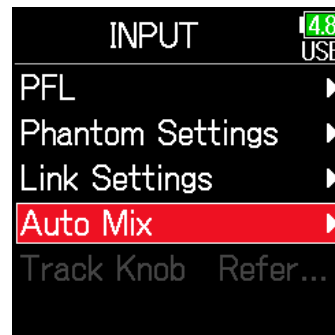 INPUT
4.8
USB
PFL
Phantom Settings
Link Settings
Auto Mix
Track Knob Refer...